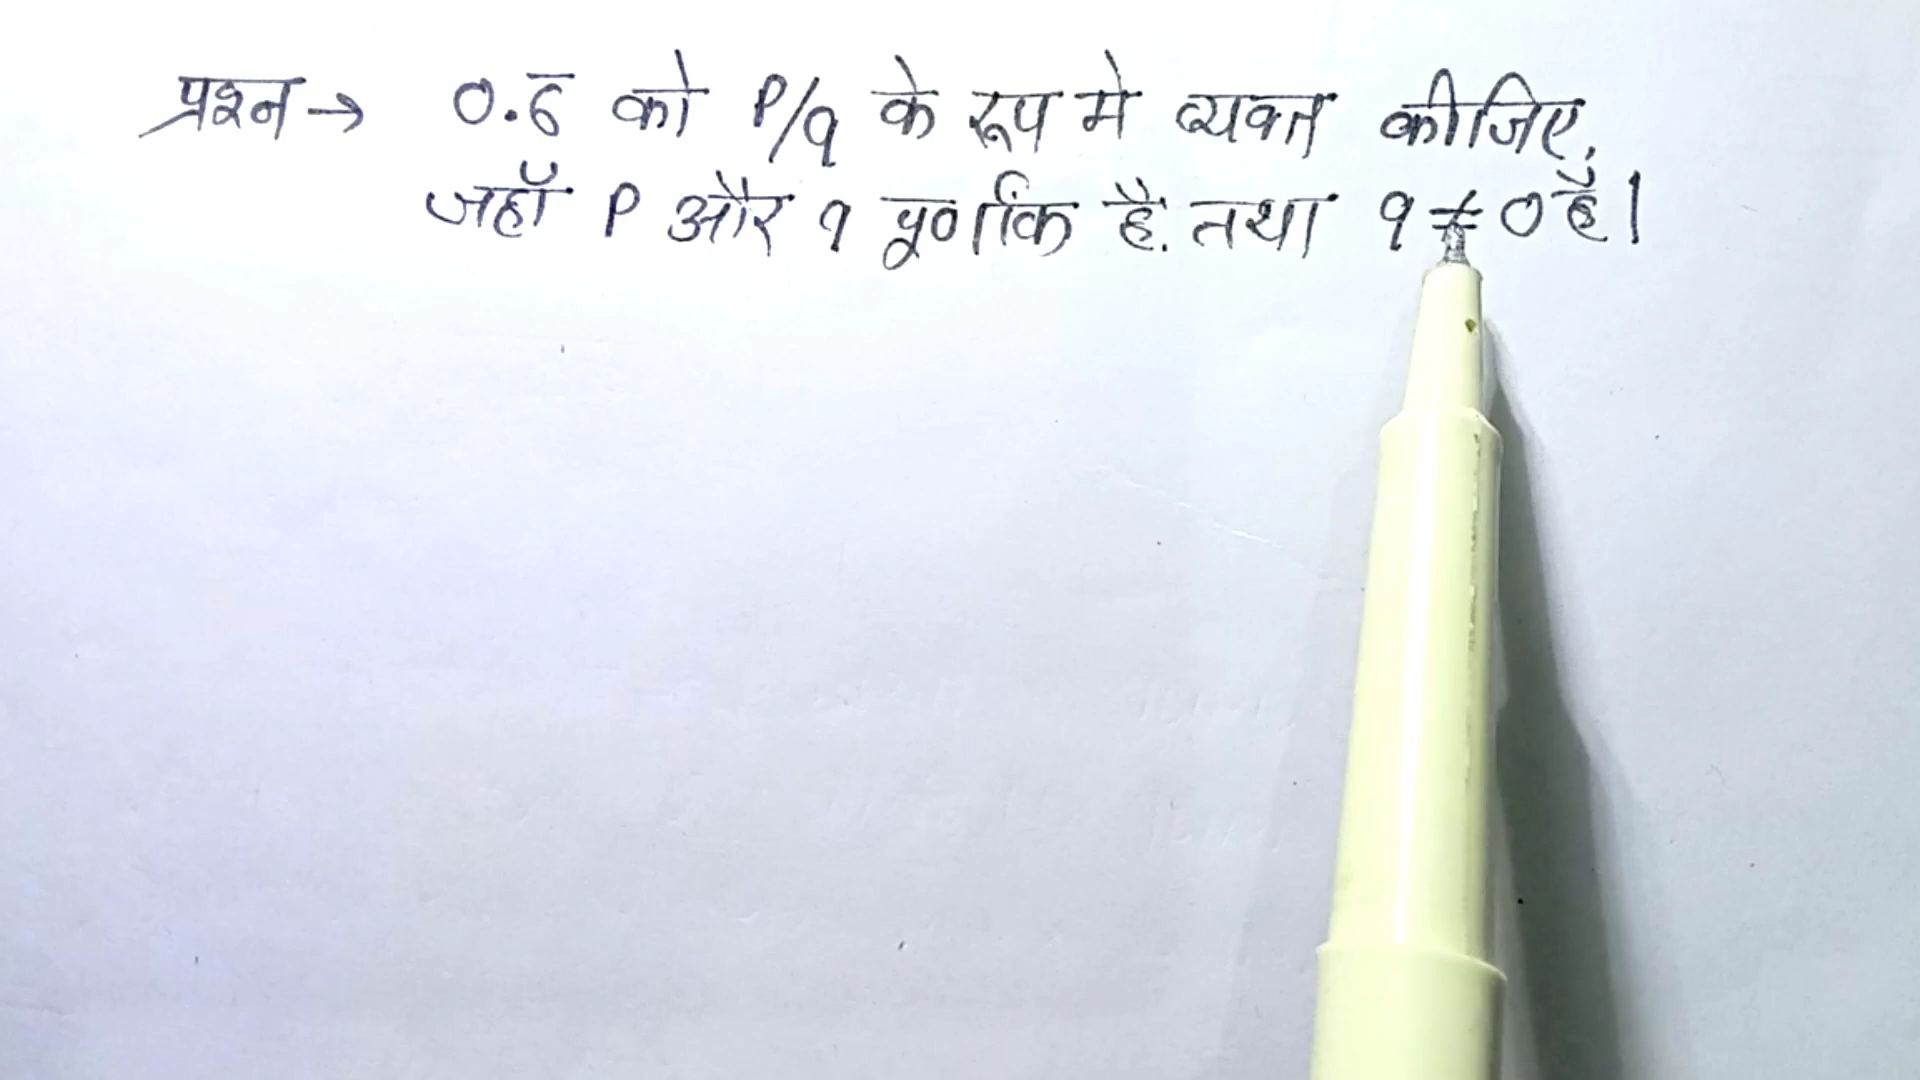 प्रश्न → 0.6̅ को P/q के रूप मे व्यक्त कीजिए,
जहाँ P और q पूर्णांक है. तथा q ≠ 0 है।